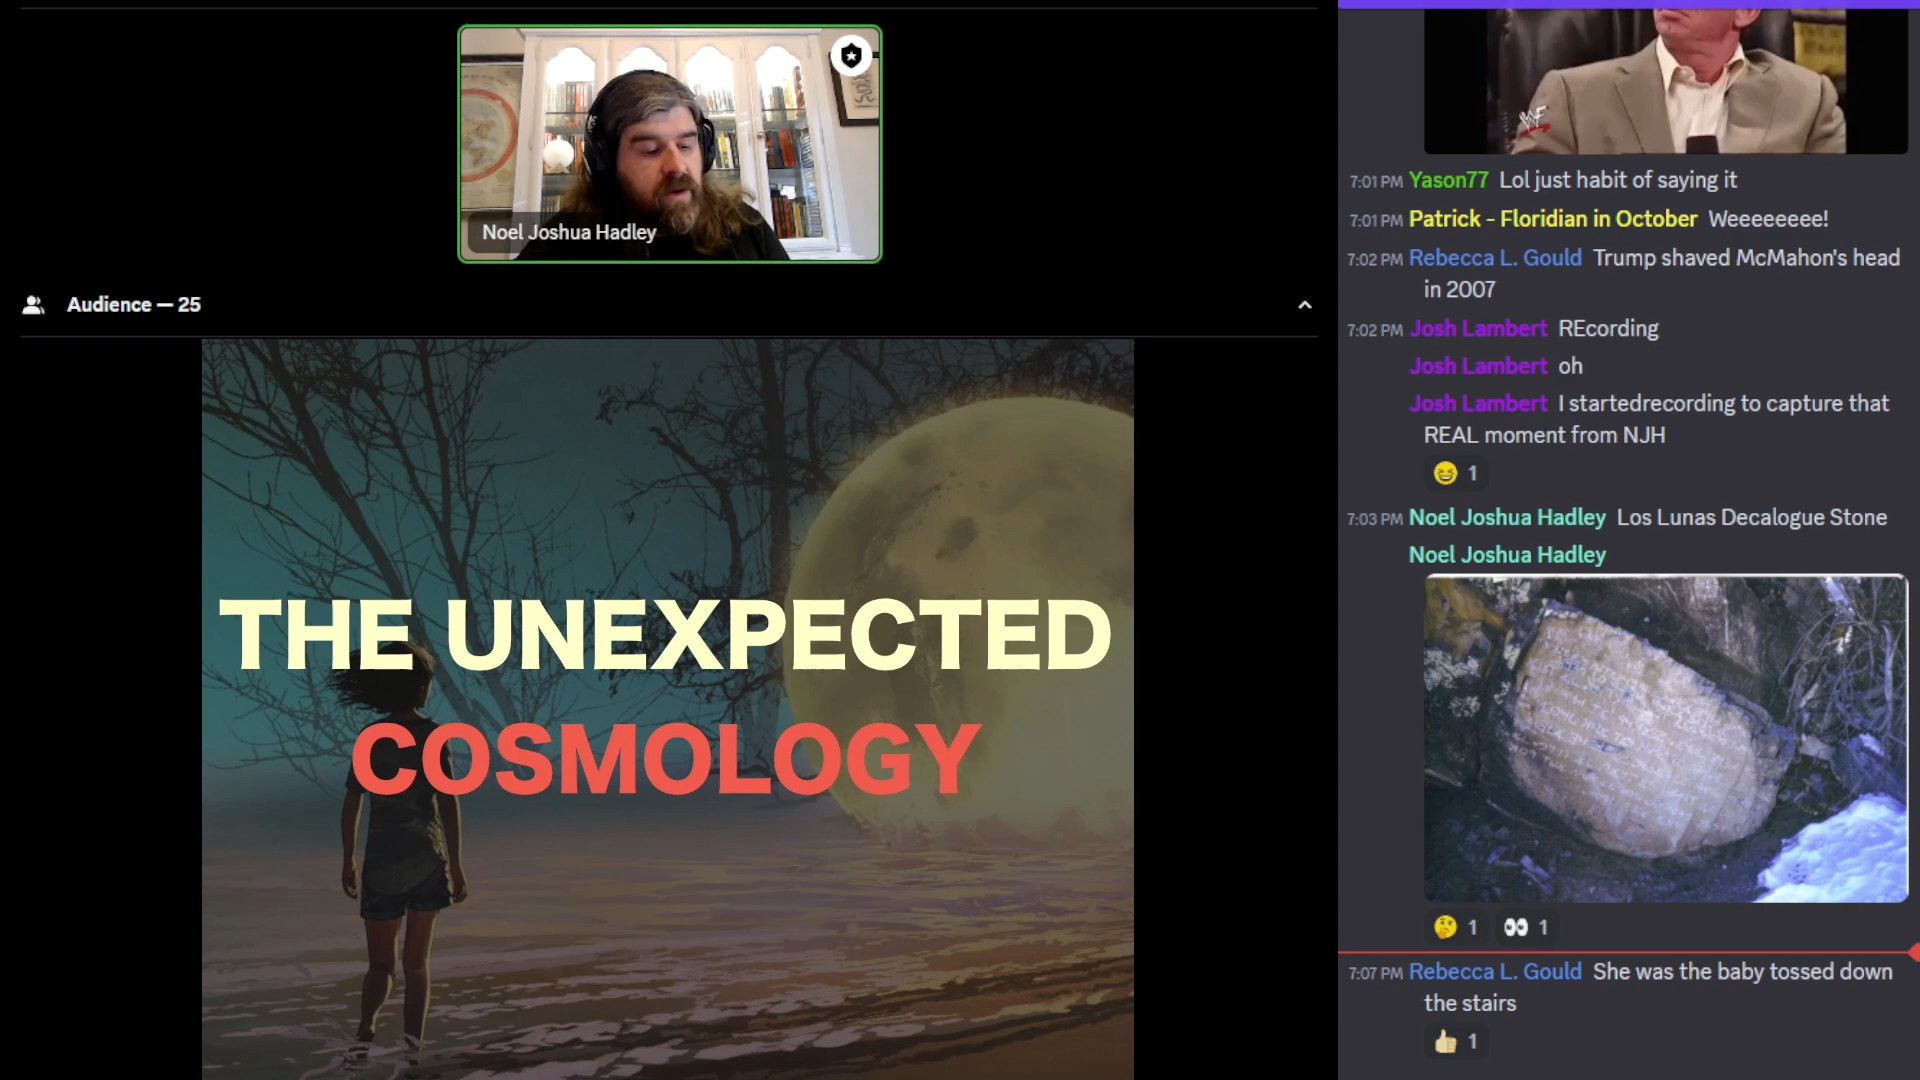 Noel Joshua Hadley
Audience — 25
THE UNEXPECTED
COSMOLOGY
7:01 PM Yason77 Lol just habit of saying it
7:01 PM Patrick - Floridian in October Weeeeeeee!
7:02 PM Rebecca L. Gould Trump shaved McMahon's head
in 2007
7:02 PM Josh Lambert REcording
Josh Lambert oh
Josh Lambert I startedrecording to capture that
REAL moment from NJH
1
7:03 PM Noel Joshua Hadley Los Lunas Decalogue Stone
Noel Joshua Hadley
1 1
7:07 PM Rebecca L. Gould She was the baby tossed down
the stairs
1